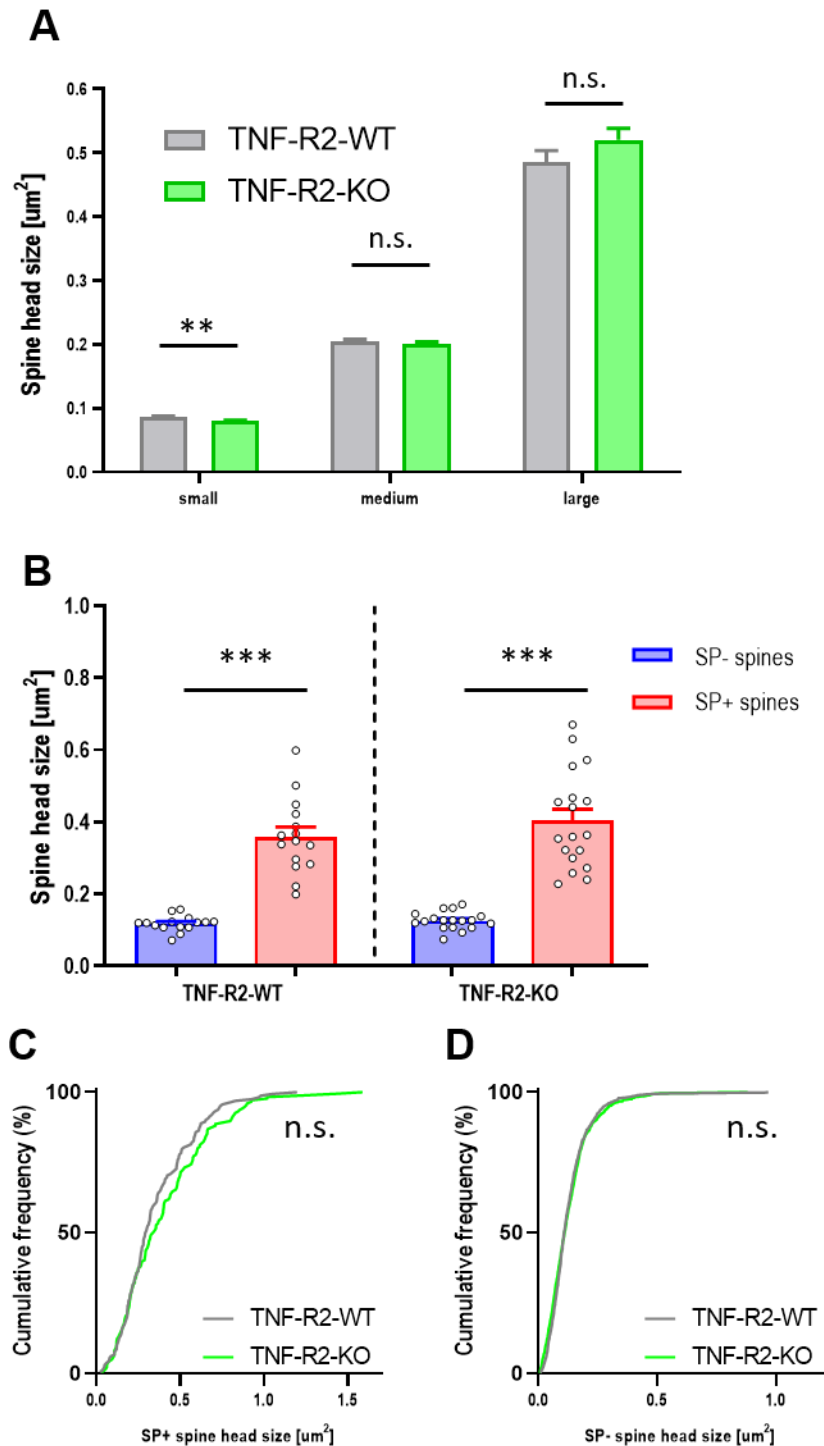 A
n.s.
0.6
TNF-R2-WT
0.5
TNF-R2-KO
0.4
n.s.
0.3
**
0.2
0.1
0.0
Spine head size [um²]
small medium large
B
1.0
*** ***
SP- spines
0.8
SP+ spines
0.6
0.4
0.2
0.0
Spine head size [um²]
TNF-R2-WT TNF-R2-KO
C
100
n.s.
50
TNF-R2-WT
TNF-R2-KO
0
Cumulative frequency (%)
0.0 0.5 1.0 1.5
SP+ spine head size [um²]
D
100
n.s.
50
TNF-R2-WT
TNF-R2-KO
0
Cumulative frequency (%)
0.0 0.5 1.0
SP- spine head size [um²]